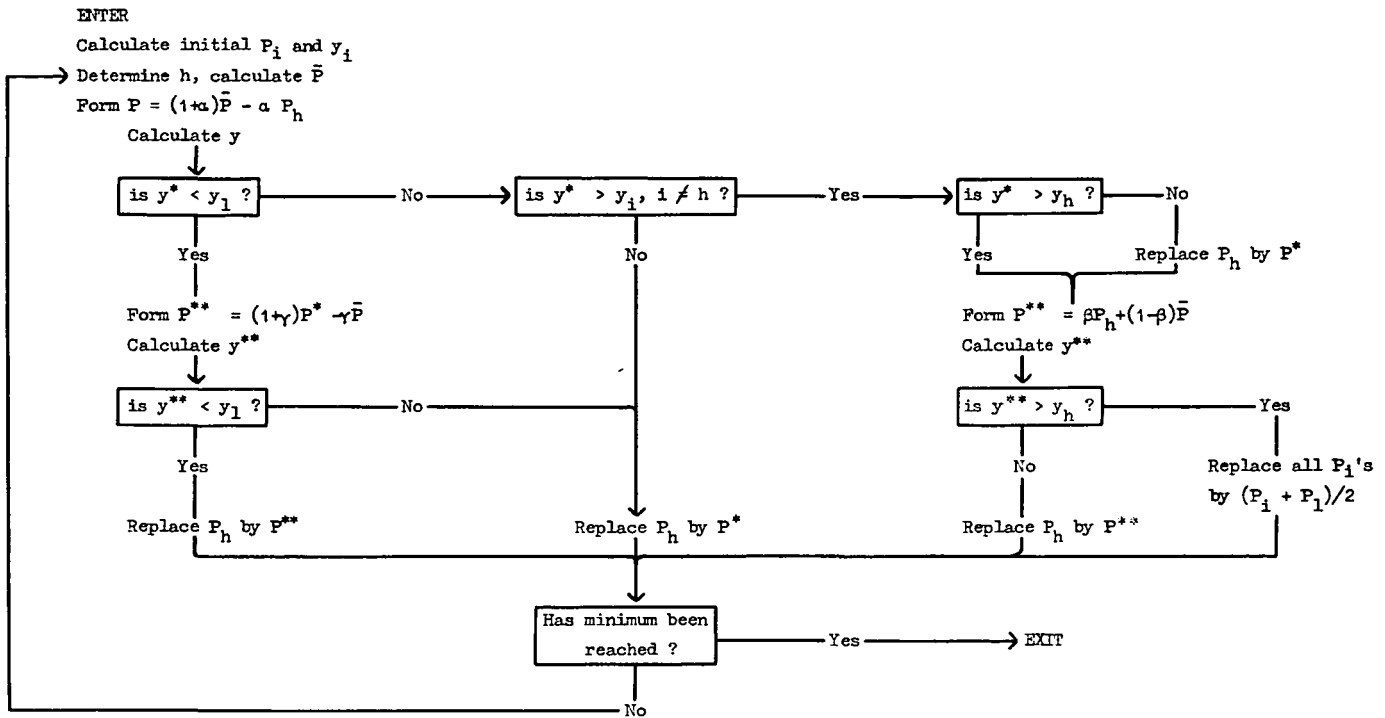 ENTER
Calculate initial P_i and y_i
Determine h, calculate P̄
Form P = (1+α)P̄ - α P_h
Calculate y
is y* < y_l ?
No
is y* > y_i, i ≠ h ?
Yes
is y* > y_h ?
No
Yes
No
Yes
Replace P_h by P*
Form P** = (1+γ)P* -γP̄
Form P** = βP_h+(1-β)P̄
Calculate y**
Calculate y**
is y** < y_l ?
No
is y** > y_h ?
Yes
Yes
No
Replace all P_i's
by (P_i + P_l)/2
Replace P_h by P**
Replace P_h by P*
Replace P_h by P**
Has minimum been
reached ?
Yes
EXIT
No